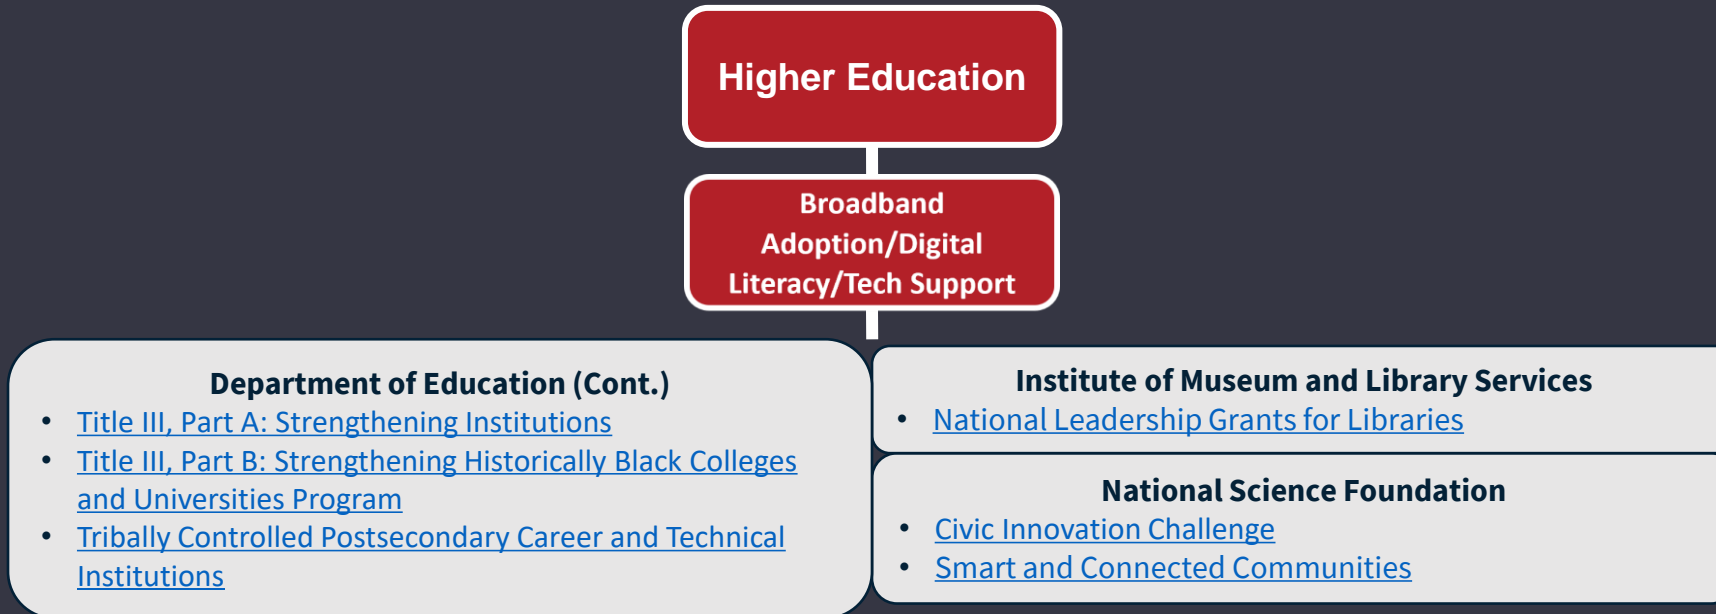 Higher Education
Broadband
Adoption/Digital
Literacy/Tech Support
Department of Education (Cont.)
• Title III, Part A: Strengthening Institutions
• Title III, Part B: Strengthening Historically Black Colleges
and Universities Program
• Tribally Controlled Postsecondary Career and Technical
Institutions
Institute of Museum and Library Services
• National Leadership Grants for Libraries
National Science Foundation
• Civic Innovation Challenge
• Smart and Connected Communities